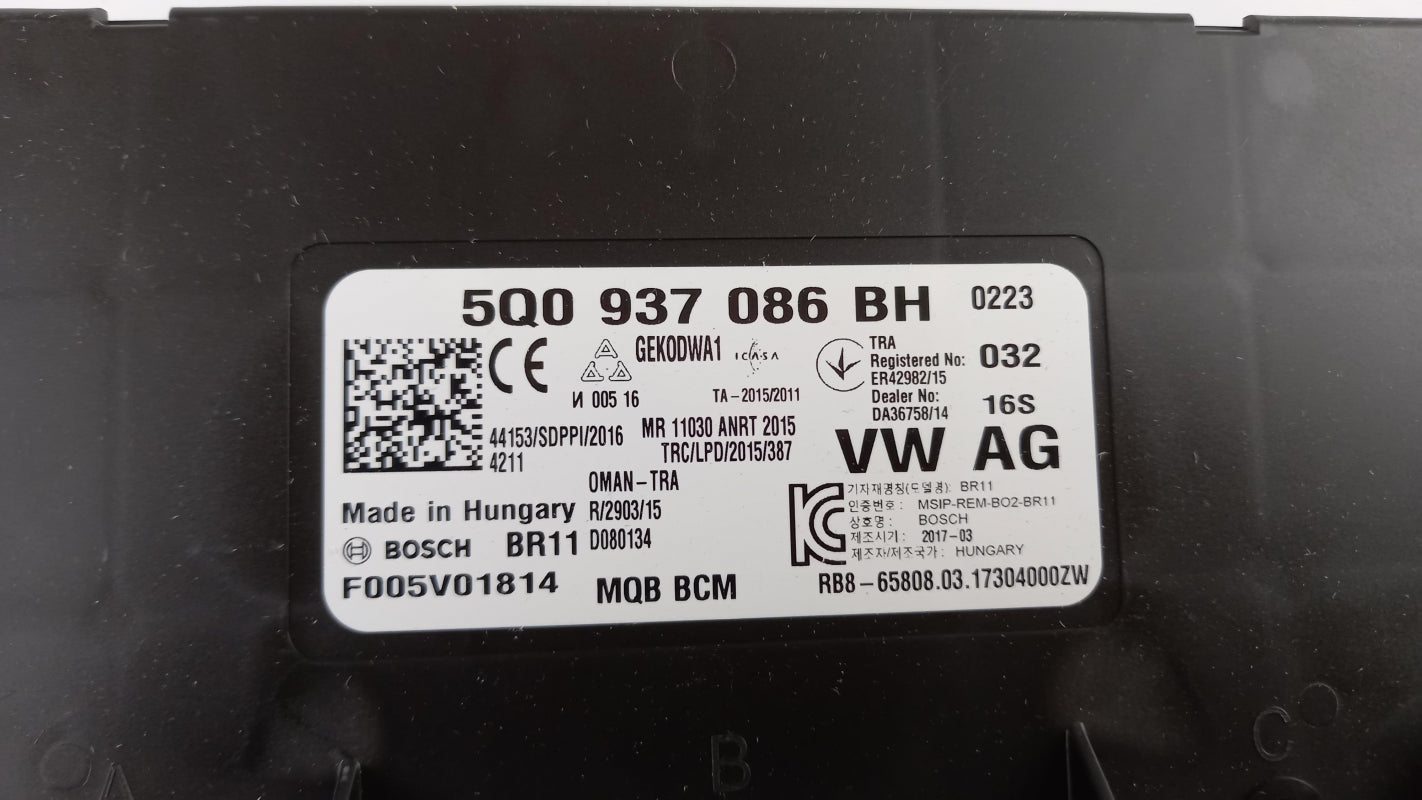 5Q0 937 086 BH 0223
CE
GEKODWA1
ICASA
И 005 16
TA-2015/2011
TRA
Registered No:
ER42982/15
Dealer No:
DA36758/14
032
16S
44153/SDPPI/2016
4211
MR 11030 ANRT 2015
TRC/LPD/2015/387
VW AG
OMAN-TRA
R/2903/15
D080134
Made in Hungary
BOSCH BR11
F005V01814 MQB BCM
기자재명칭(모델명): BR11
인증번호 : MSIP-REM-BO2-BR11
상호명 : BOSCH
제조시기 : 2017-03
제조자/제조국가 : HUNGARY
RB8-65808.03.17304000ZW
A
B
C